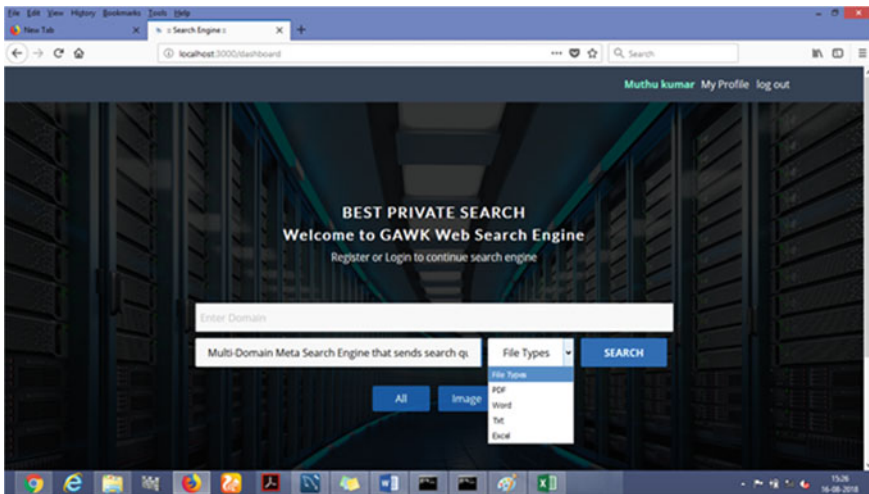 File Edit View History Bookmarks Tools Help
New Tab
:: Search Engine ::
localhost:3000/dashboard
Search
Muthu kumar My Profile log out
BEST PRIVATE SEARCH
Welcome to GAWK Web Search Engine
Register or Login to continue search engine
Enter Domain
Multi-Domain Meta Search Engine that sends search qu
File Types
SEARCH
File Types
PDF
Word
Txt
Excel
All
Image
15:26
16-08-2018